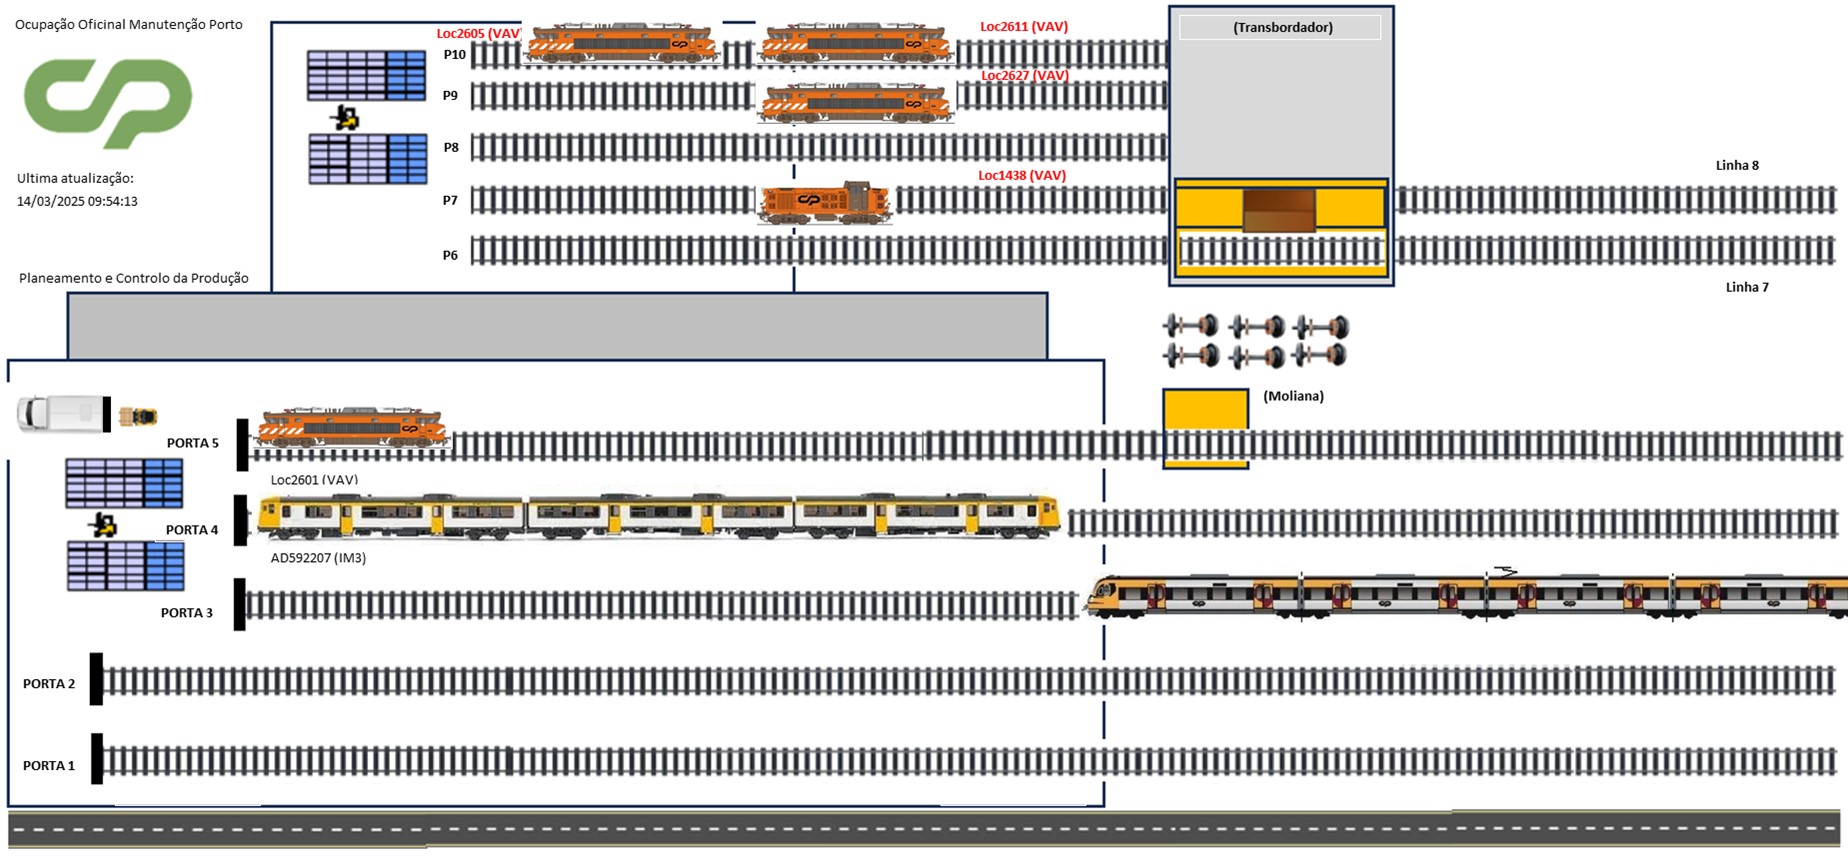 Ocupação Oficinal Manutenção Porto
Loc2605 (VAV)
Loc2611 (VAV)
(Transbordador)
P10
Loc2627 (VAV)
P9
P8
Ultima atualização:
14/03/2025 09:54:13
Loc1438 (VAV)
Linha 8
P7
P6
Planeamento e Controlo da Produção
Linha 7
(Moliana)
PORTA 5
Loc2601 (VAV)
PORTA 4
AD592207 (IM3)
PORTA 3
PORTA 2
PORTA 1